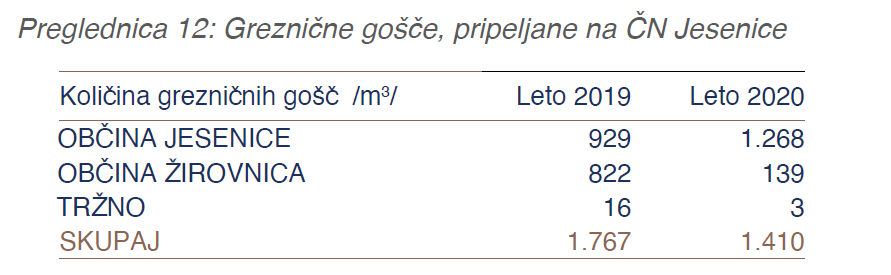 Preglednica 12: Greznične gošče, pripeljane na ČN Jesenice
Količina grezničnih gošč /m³/ Leto 2019 Leto 2020
OBČINA JESENICE 929 1.268
OBČINA ŽIROVNICA 822 139
TRŽNO 16 3
SKUPAJ 1.767 1.410